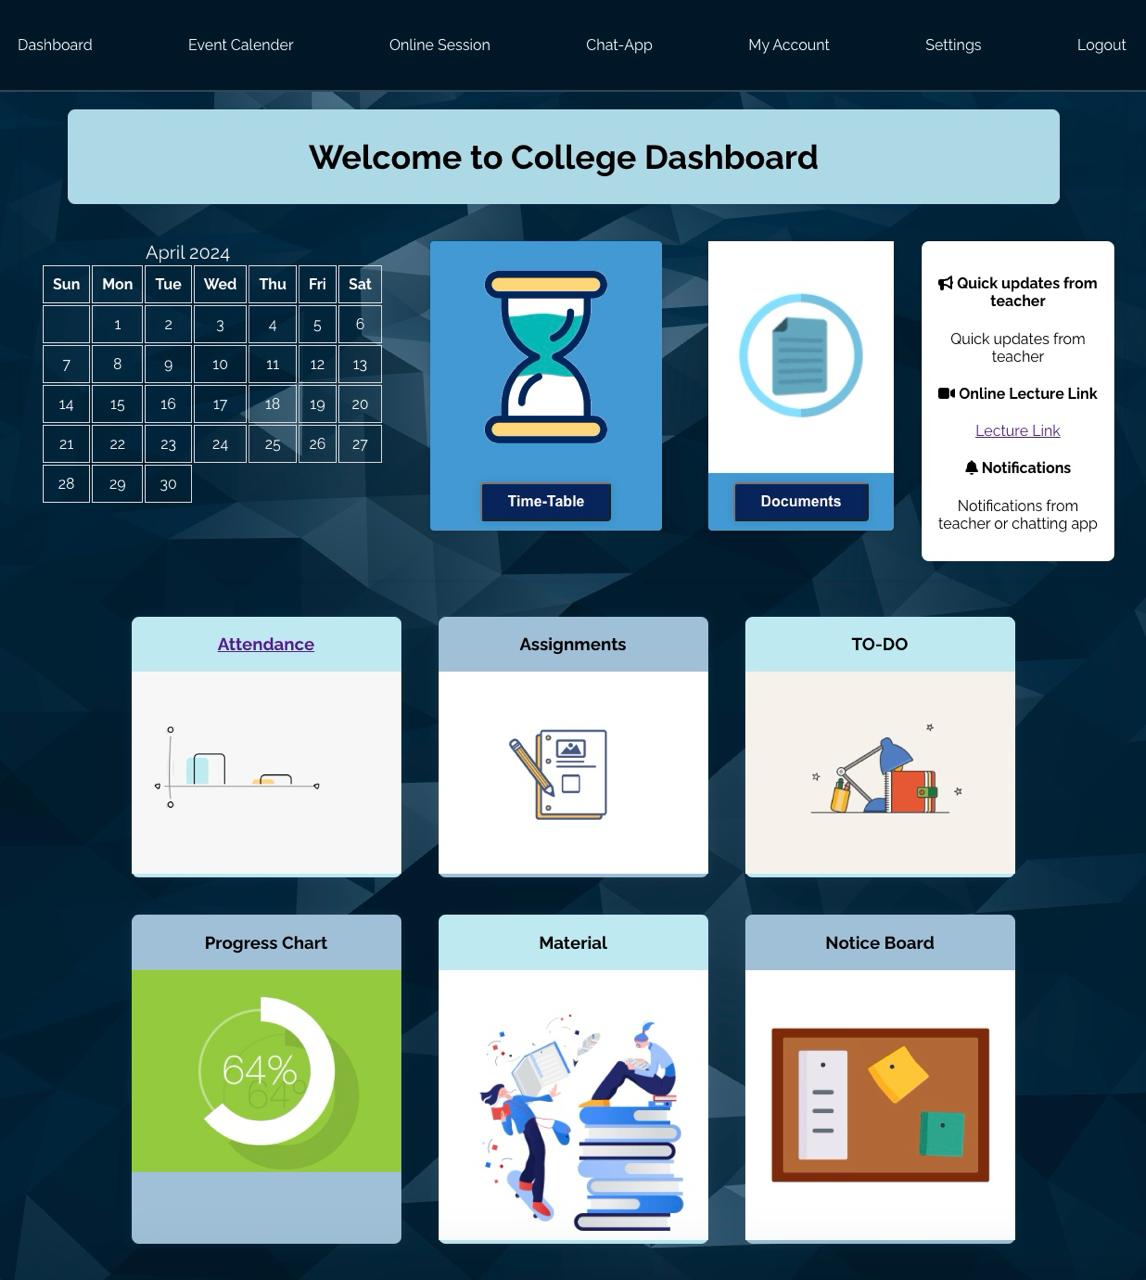 Dashboard Event Calender Online Session Chat-App My Account Settings Logout
Welcome to College Dashboard
April 2024
Sun Mon Tue Wed Thu Fri Sat
1 2 3 4 5 6
7 8 9 10 11 12 13
14 15 16 17 18 19 20
21 22 23 24 25 26 27
28 29 30
Time-Table
Documents
Quick updates from
teacher
Quick updates from
teacher
Online Lecture Link
Lecture Link
Notifications
Notifications from
teacher or chatting app
Attendance
Assignments
TO-DO
Progress Chart
64%
Material
Notice Board